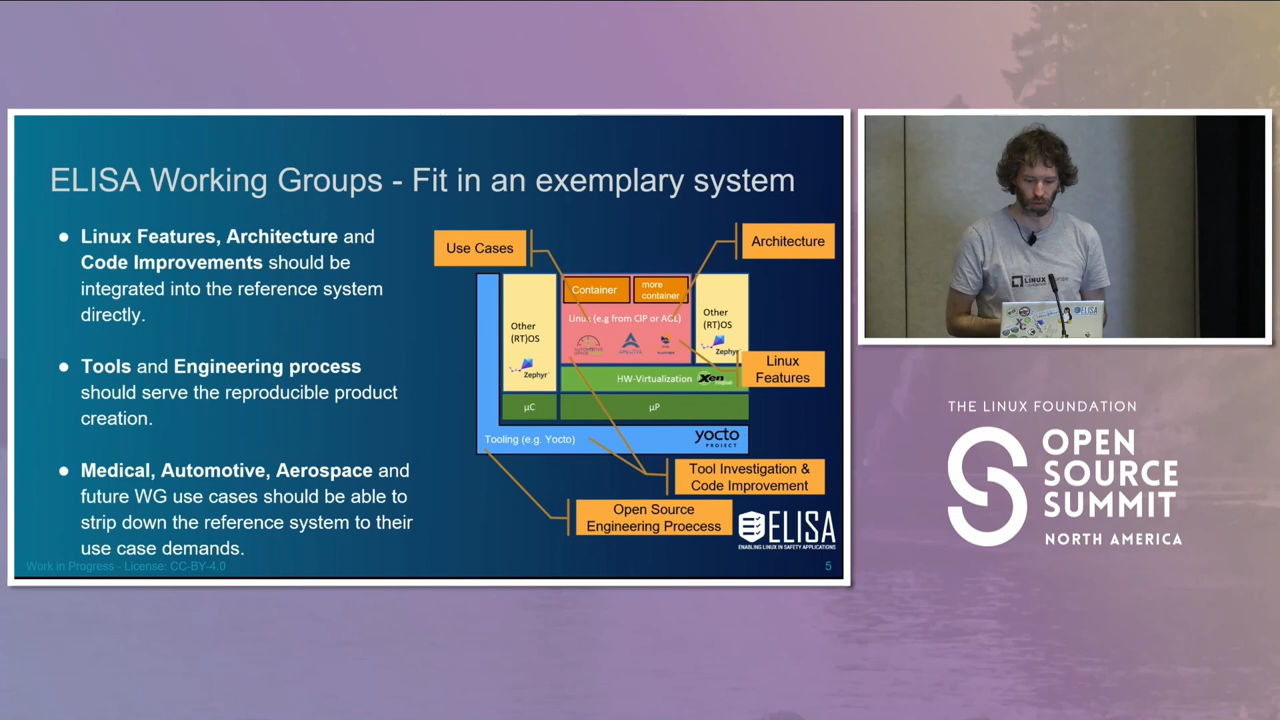 ELISA Working Groups - Fit in an exemplary system
● Linux Features, Architecture and
Code Improvements should be
integrated into the reference system
directly.
● Tools and Engineering process
should serve the reproducible product
creation.
● Medical, Automotive, Aerospace and
future WG use cases should be able to
strip down the reference system to their
use case demands.
Work in Progress - License: CC-BY-4.0
Use Cases
Architecture
Container
more
container
Linux (e.g from CIP or AGL)
Other
(RT)OS
Zephyr
Other
(RT)OS
Zephyr
Linux
Features
HW-Virtualization
Xen
µC
µP
Tooling (e.g. Yocto)
yocto
PROJECT
Tool Investigation &
Code Improvement
Open Source
Engineering Proecess
ELISA
ENABLING LINUX IN SAFETY APPLICATIONS
5
LINUX
ELISA
THE LINUX FOUNDATION
OPEN
SOURCE
SUMMIT
NORTH AMERICA